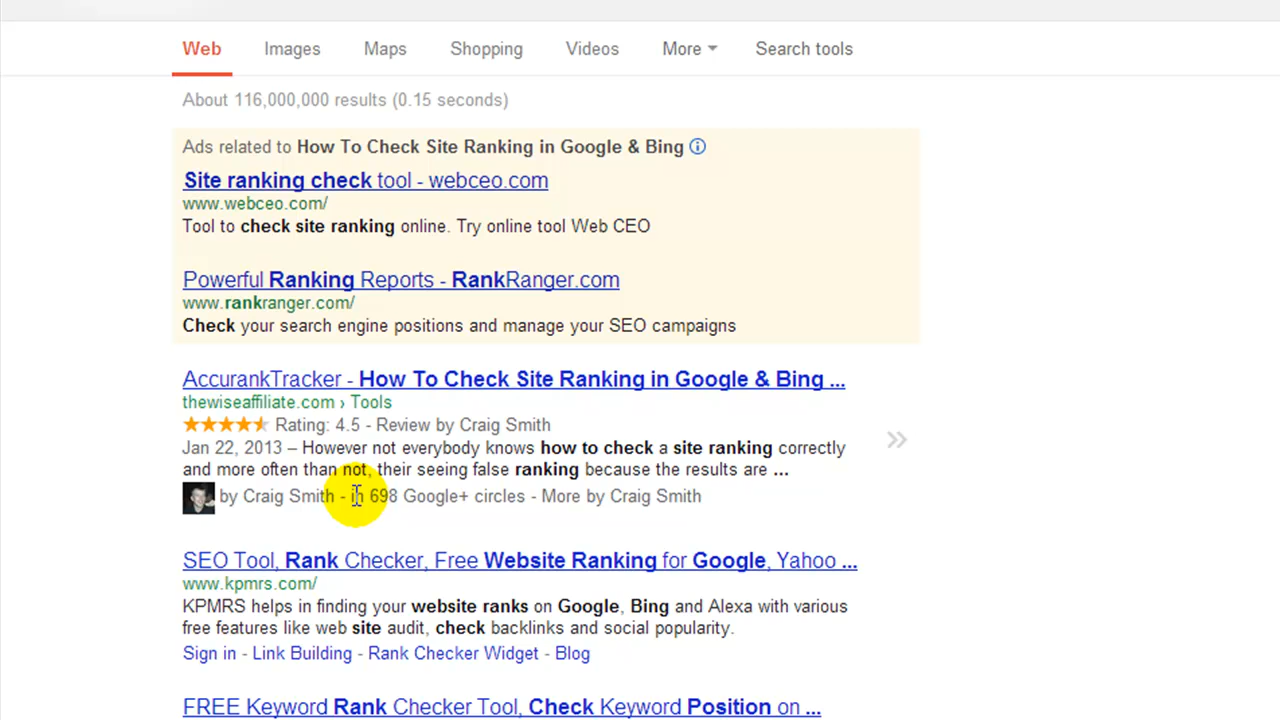 Web Images Maps Shopping Videos More Search tools
About 116,000,000 results (0.15 seconds)
Ads related to How To Check Site Ranking in Google & Bing
Site ranking check tool - webceo.com
www.webceo.com/
Tool to check site ranking online. Try online tool Web CEO
Powerful Ranking Reports - RankRanger.com
www.rankranger.com/
Check your search engine positions and manage your SEO campaigns
AccurankTracker - How To Check Site Ranking in Google & Bing ...
thewiseaffiliate.com › Tools
Rating: 4.5 - Review by Craig Smith
Jan 22, 2013 – However not everybody knows how to check a site ranking correctly
and more often than not, their seeing false ranking because the results are ...
by Craig Smith - in 698 Google+ circles - More by Craig Smith
SEO Tool, Rank Checker, Free Website Ranking for Google, Yahoo ...
www.kpmrs.com/
KPMRS helps in finding your website ranks on Google, Bing and Alexa with various
free features like web site audit, check backlinks and social popularity.
Sign in - Link Building - Rank Checker Widget - Blog
FREE Keyword Rank Checker Tool, Check Keyword Position on ...